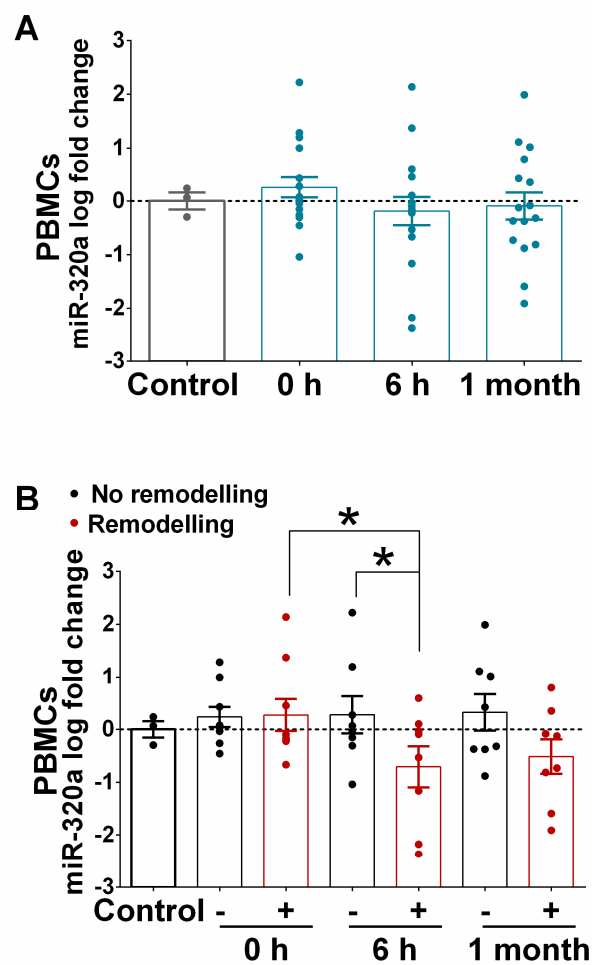 A
PBMCs
miR-320a log fold change
3
2
1
0
-1
-2
-3
Control 0 h 6 h 1 month
B
No remodelling
Remodelling
* *
PBMCs
miR-320a log fold change
3
2
1
0
-1
-2
-3
Control - + - + - +
0 h 6 h 1 month